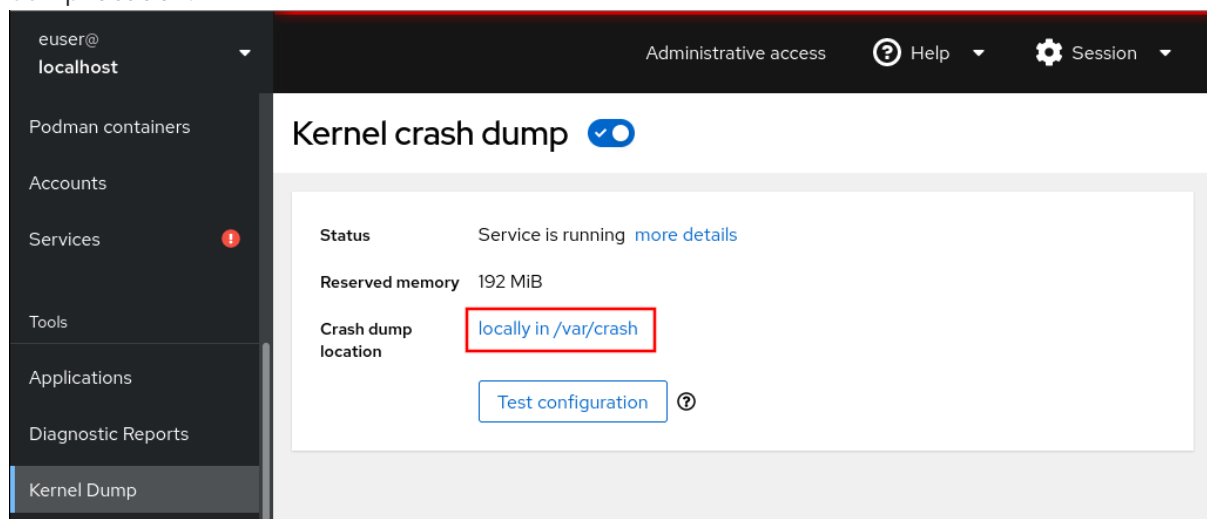 euser@
localhost
Administrative access
Help
Session
Podman containers
Accounts
Services
Tools
Applications
Diagnostic Reports
Kernel Dump
Kernel crash dump
Status Service is running more details
Reserved memory 192 MiB
Crash dump location locally in /var/crash
Test configuration